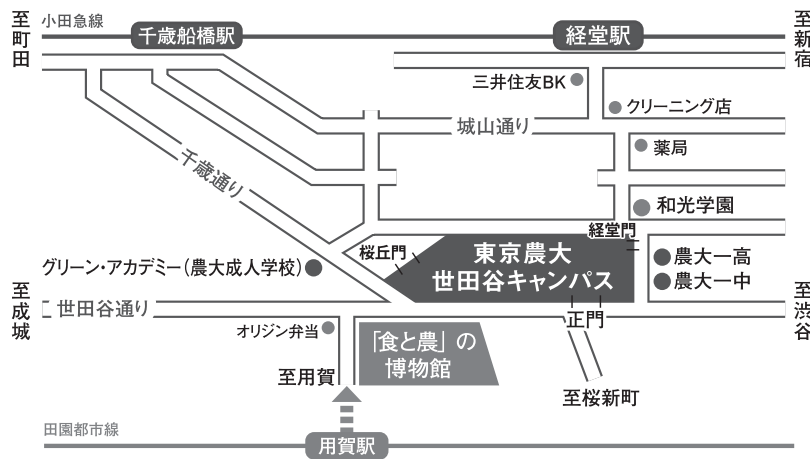 小田急線
至町田
千歳船橋駅
経堂駅
至新宿
三井住友BK
クリーニング店
城山通り
薬局
千歳通り
和光学園
経堂門
桜丘門
東京農大
世田谷キャンパス
農大一高
農大一中
グリーン・アカデミー(農大成人学校)
至成城
世田谷通り
至渋谷
正門
オリジン弁当
「食と農」の
博物館
至用賀
至桜新町
田園都市線
用賀駅